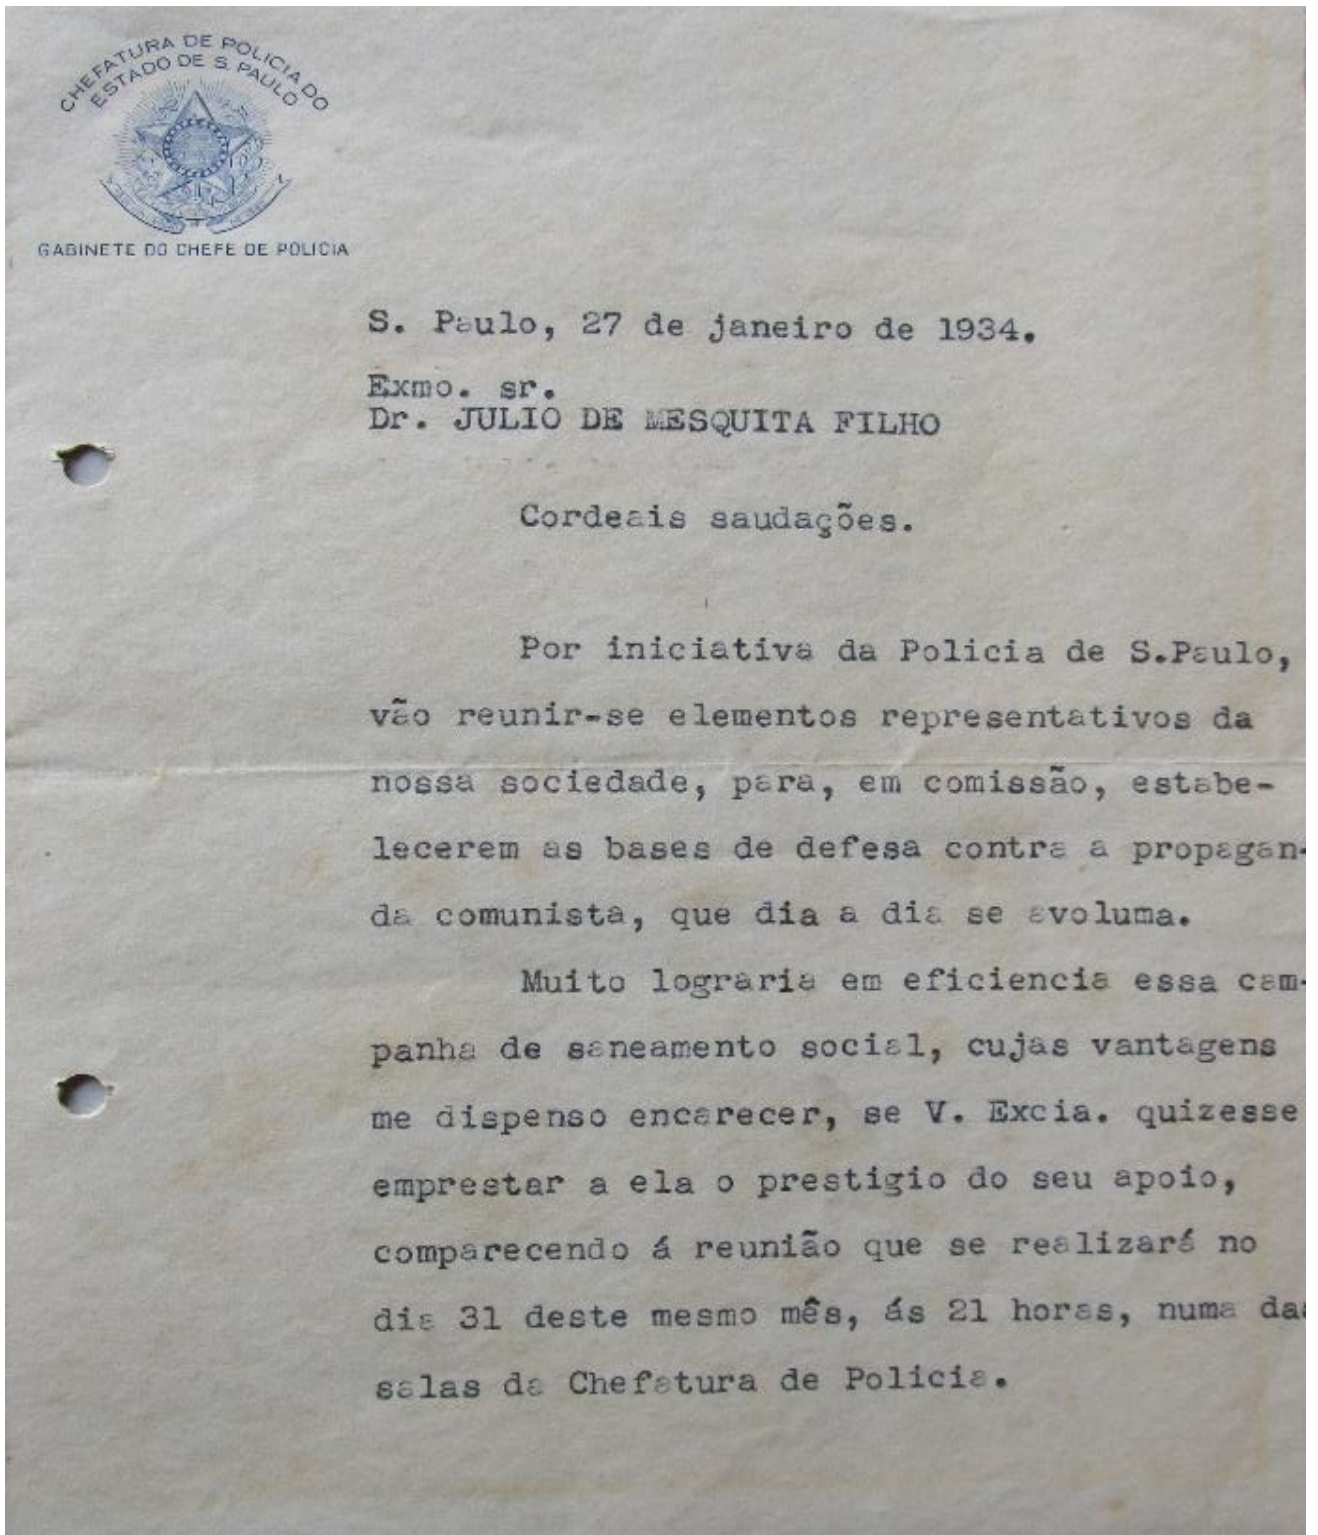 CHEFATURA DE POLICIA DO
ESTADO DE S. PAULO
GABINETE DO CHEFE DE POLICIA
S. Paulo, 27 de janeiro de 1934.
Exmo. sr.
Dr. JULIO DE MESQUITA FILHO
Cordeais saudações.
Por iniciativa da Policia de S.Paulo,
vão reunir-se elementos representativos da
nossa sociedade, para, em comissão, estabe-
lecerem as bases de defesa contra a propagan-
da comunista, que dia a dia se avoluma.
Muito lograria em eficiencia essa cam-
panha de saneamento social, cujas vantagens
me dispenso encarecer, se V. Excia. quizesse
emprestar a ela o prestigio do seu apoio,
comparecendo á reunião que se realizará no
dia 31 deste mesmo mês, ás 21 horas, numa das
salas da Chefatura de Policia.